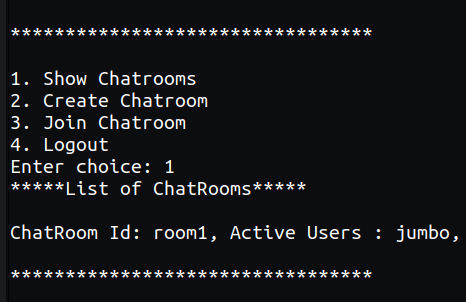 *********************************
1. Show Chatrooms
2. Create Chatroom
3. Join Chatroom
4. Logout
Enter choice: 1
*****List of ChatRooms*****
ChatRoom Id: room1, Active Users : jumbo,
*********************************